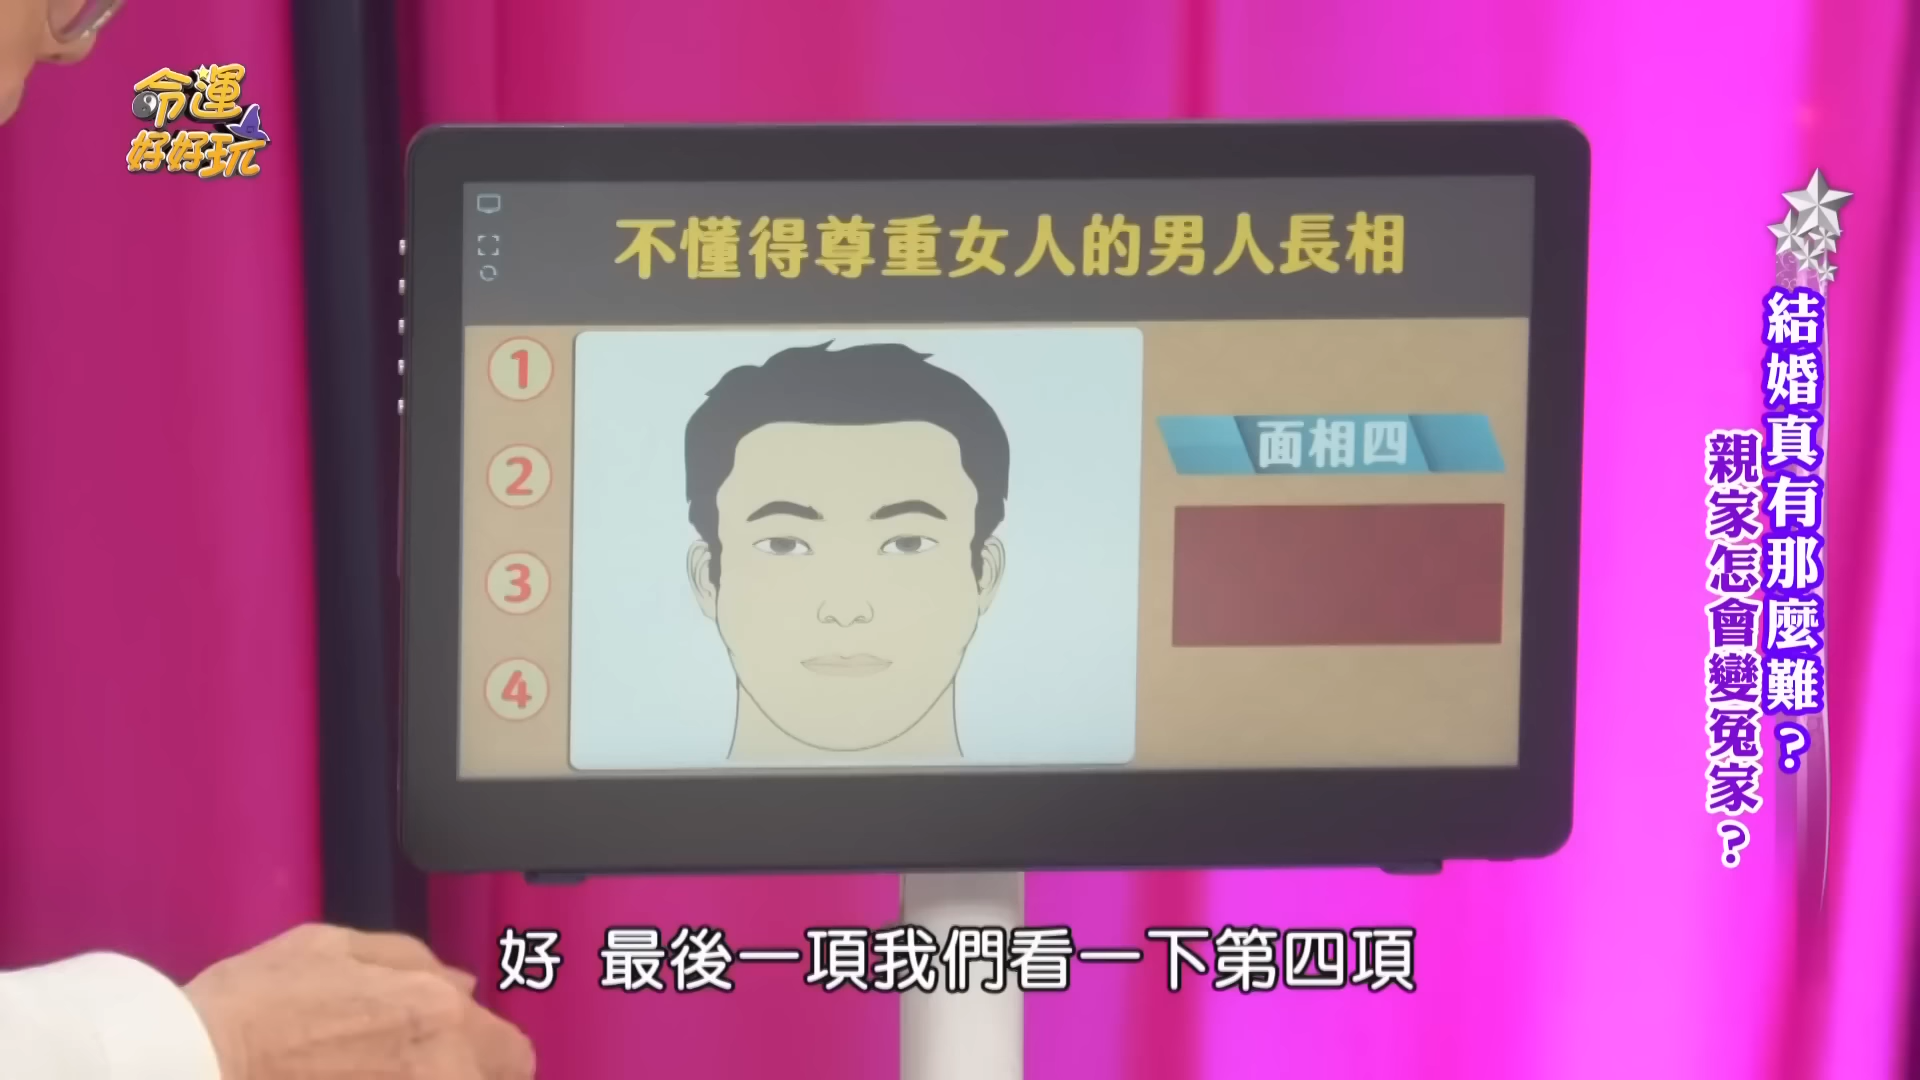 命運
好好玩
不懂得尊重女人的男人長相
1
2
3
4
面相四
結婚真有那麼難？
親家怎會變冤家？
好 最後一項我們看一下第四項